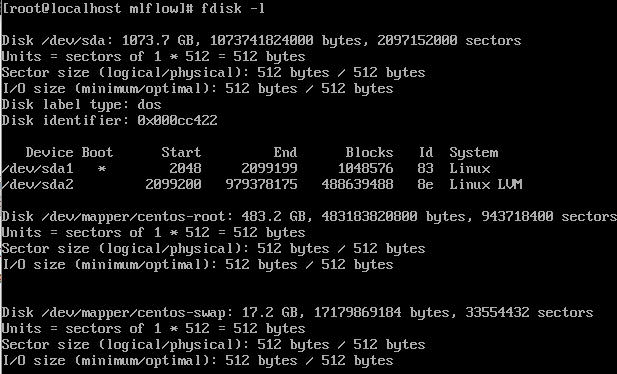 [root@localhost mlflow]# fdisk -l
Disk /dev/sda: 1073.7 GB, 1073741824000 bytes, 2097152000 sectors
Units = sectors of 1 * 512 = 512 bytes
Sector size (logical/physical): 512 bytes / 512 bytes
I/O size (minimum/optimal): 512 bytes / 512 bytes
Disk label type: dos
Disk identifier: 0x000cc422
Device Boot      Start         End      Blocks   Id  System
/dev/sda1   *        2048     2099199     1048576   83  Linux
/dev/sda2         2099200   979378175   488639488   8e  Linux LVM
Disk /dev/mapper/centos-root: 483.2 GB, 483183820800 bytes, 943718400 sectors
Units = sectors of 1 * 512 = 512 bytes
Sector size (logical/physical): 512 bytes / 512 bytes
I/O size (minimum/optimal): 512 bytes / 512 bytes
Disk /dev/mapper/centos-swap: 17.2 GB, 17179869184 bytes, 33554432 sectors
Units = sectors of 1 * 512 = 512 bytes
Sector size (logical/physical): 512 bytes / 512 bytes
I/O size (minimum/optimal): 512 bytes / 512 bytes